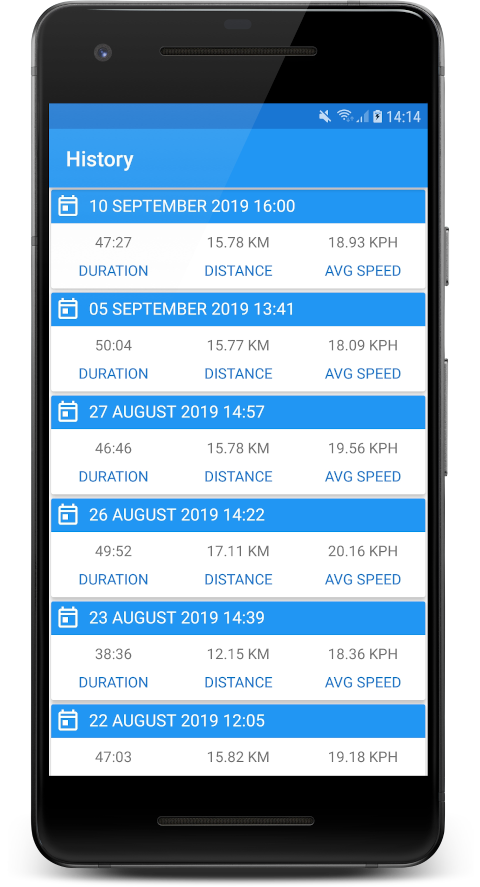 14:14
History
10 SEPTEMBER 2019 16:00
47:27 15.78 KM 18.93 KPH
DURATION DISTANCE AVG SPEED
05 SEPTEMBER 2019 13:41
50:04 15.77 KM 18.09 KPH
DURATION DISTANCE AVG SPEED
27 AUGUST 2019 14:57
46:46 15.78 KM 19.56 KPH
DURATION DISTANCE AVG SPEED
26 AUGUST 2019 14:22
49:52 17.11 KM 20.16 KPH
DURATION DISTANCE AVG SPEED
23 AUGUST 2019 14:39
38:36 12.15 KM 18.36 KPH
DURATION DISTANCE AVG SPEED
22 AUGUST 2019 12:05
47:03 15.82 KM 19.18 KPH